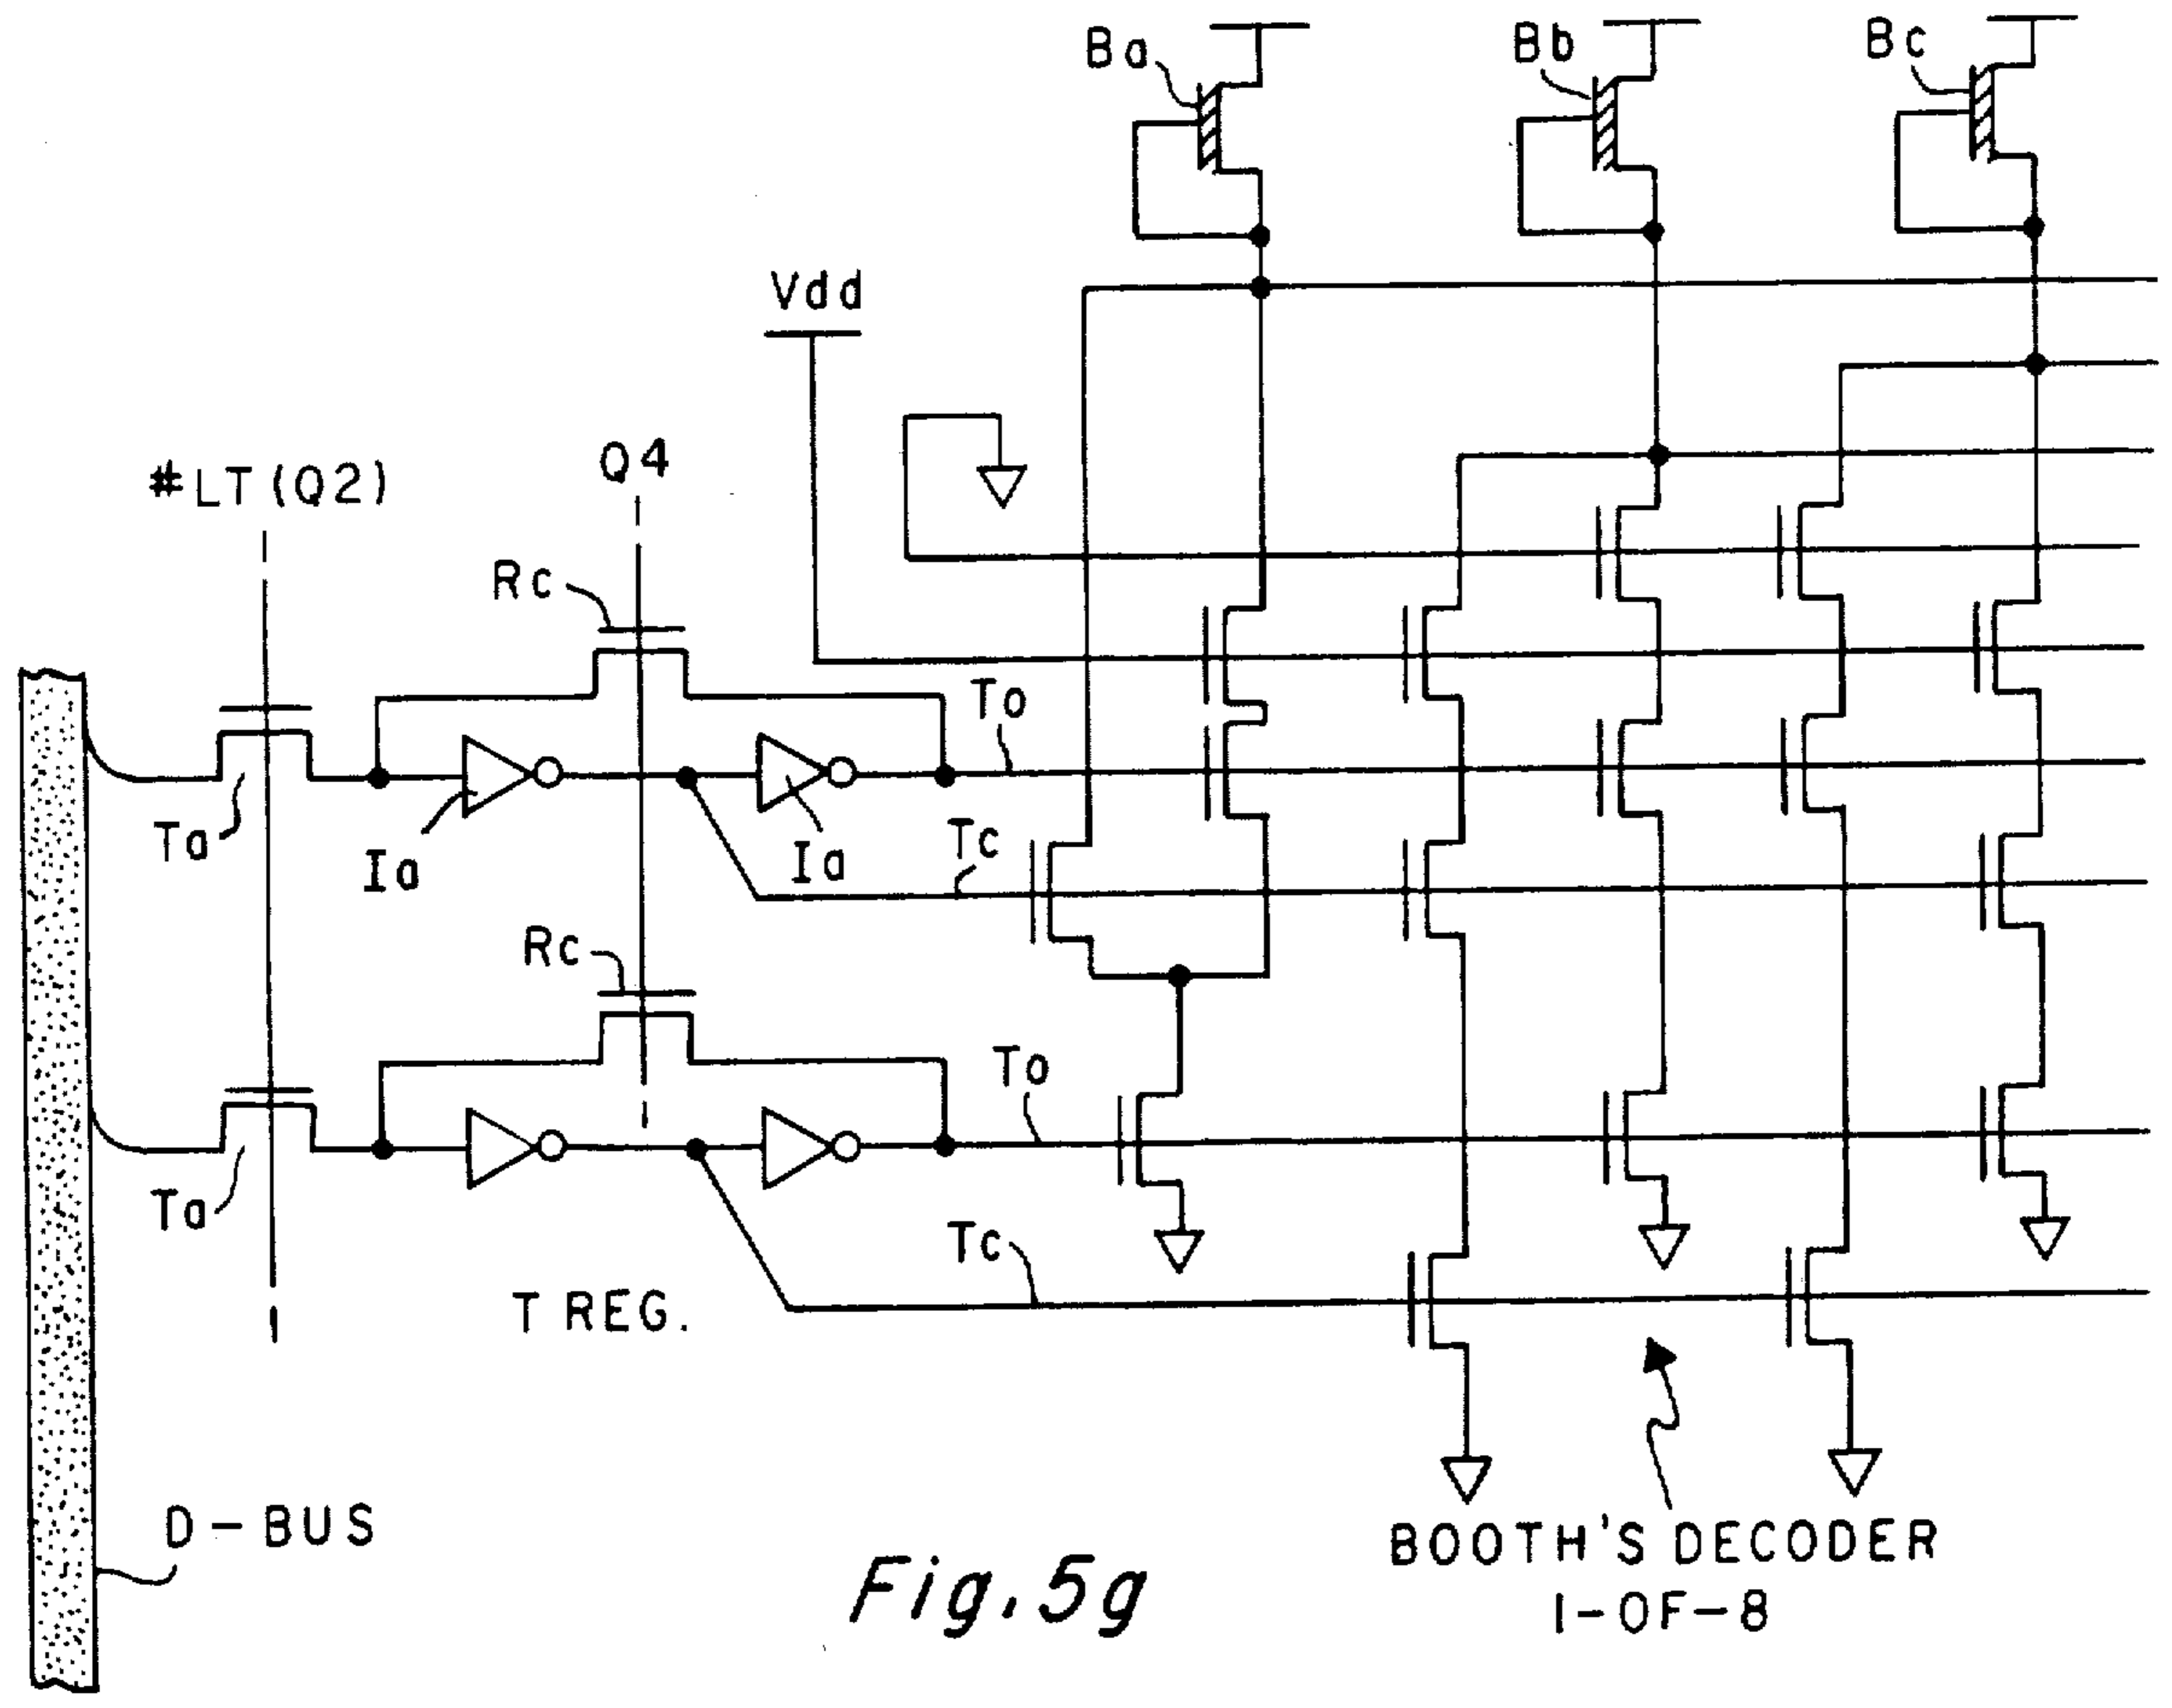 Ba
Bb
Bc
Vdd
#LT(Q2)
Q4
Rc
To
Ta
Ia
Ia
Tc
Rc
To
Ta
Tc
T REG.
D-BUS
BOOTH'S DECODER
1-OF-8
Fig. 5g